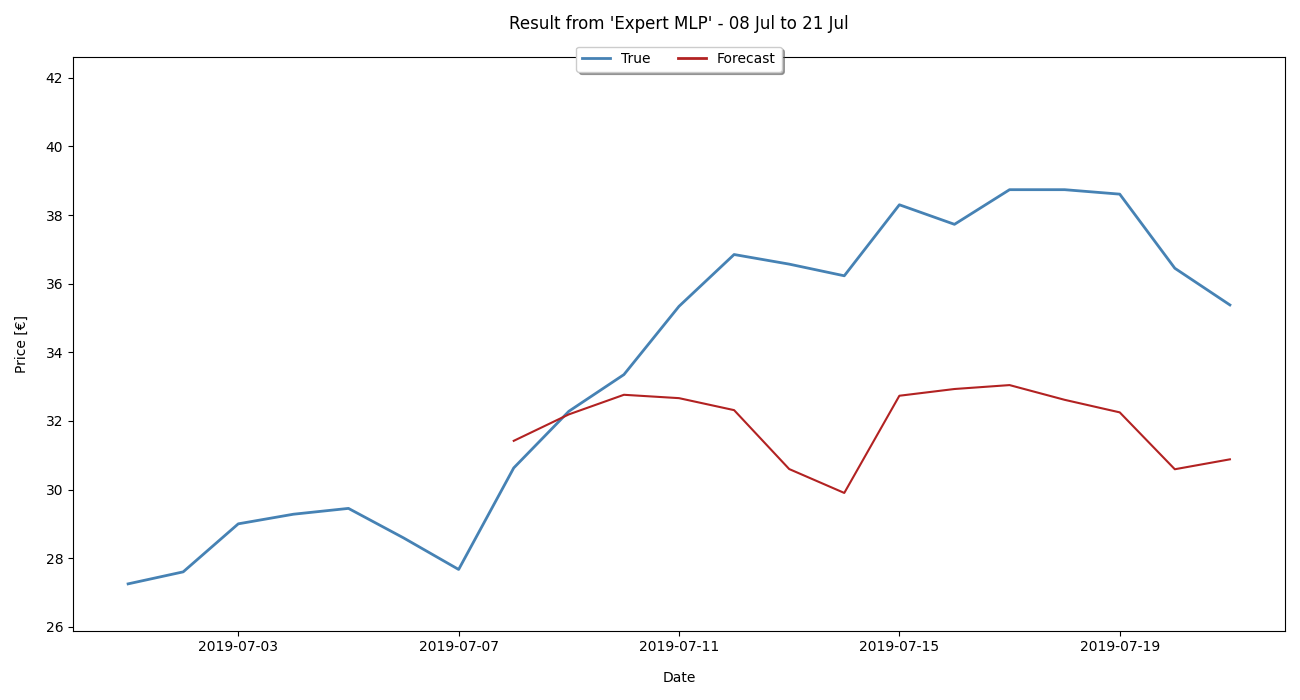 Result from 'Expert MLP' - 08 Jul to 21 Jul
True Forecast
42
40
38
36
34
32
30
28
26
Price [€]
2019-07-03 2019-07-07 2019-07-11 2019-07-15 2019-07-19
Date